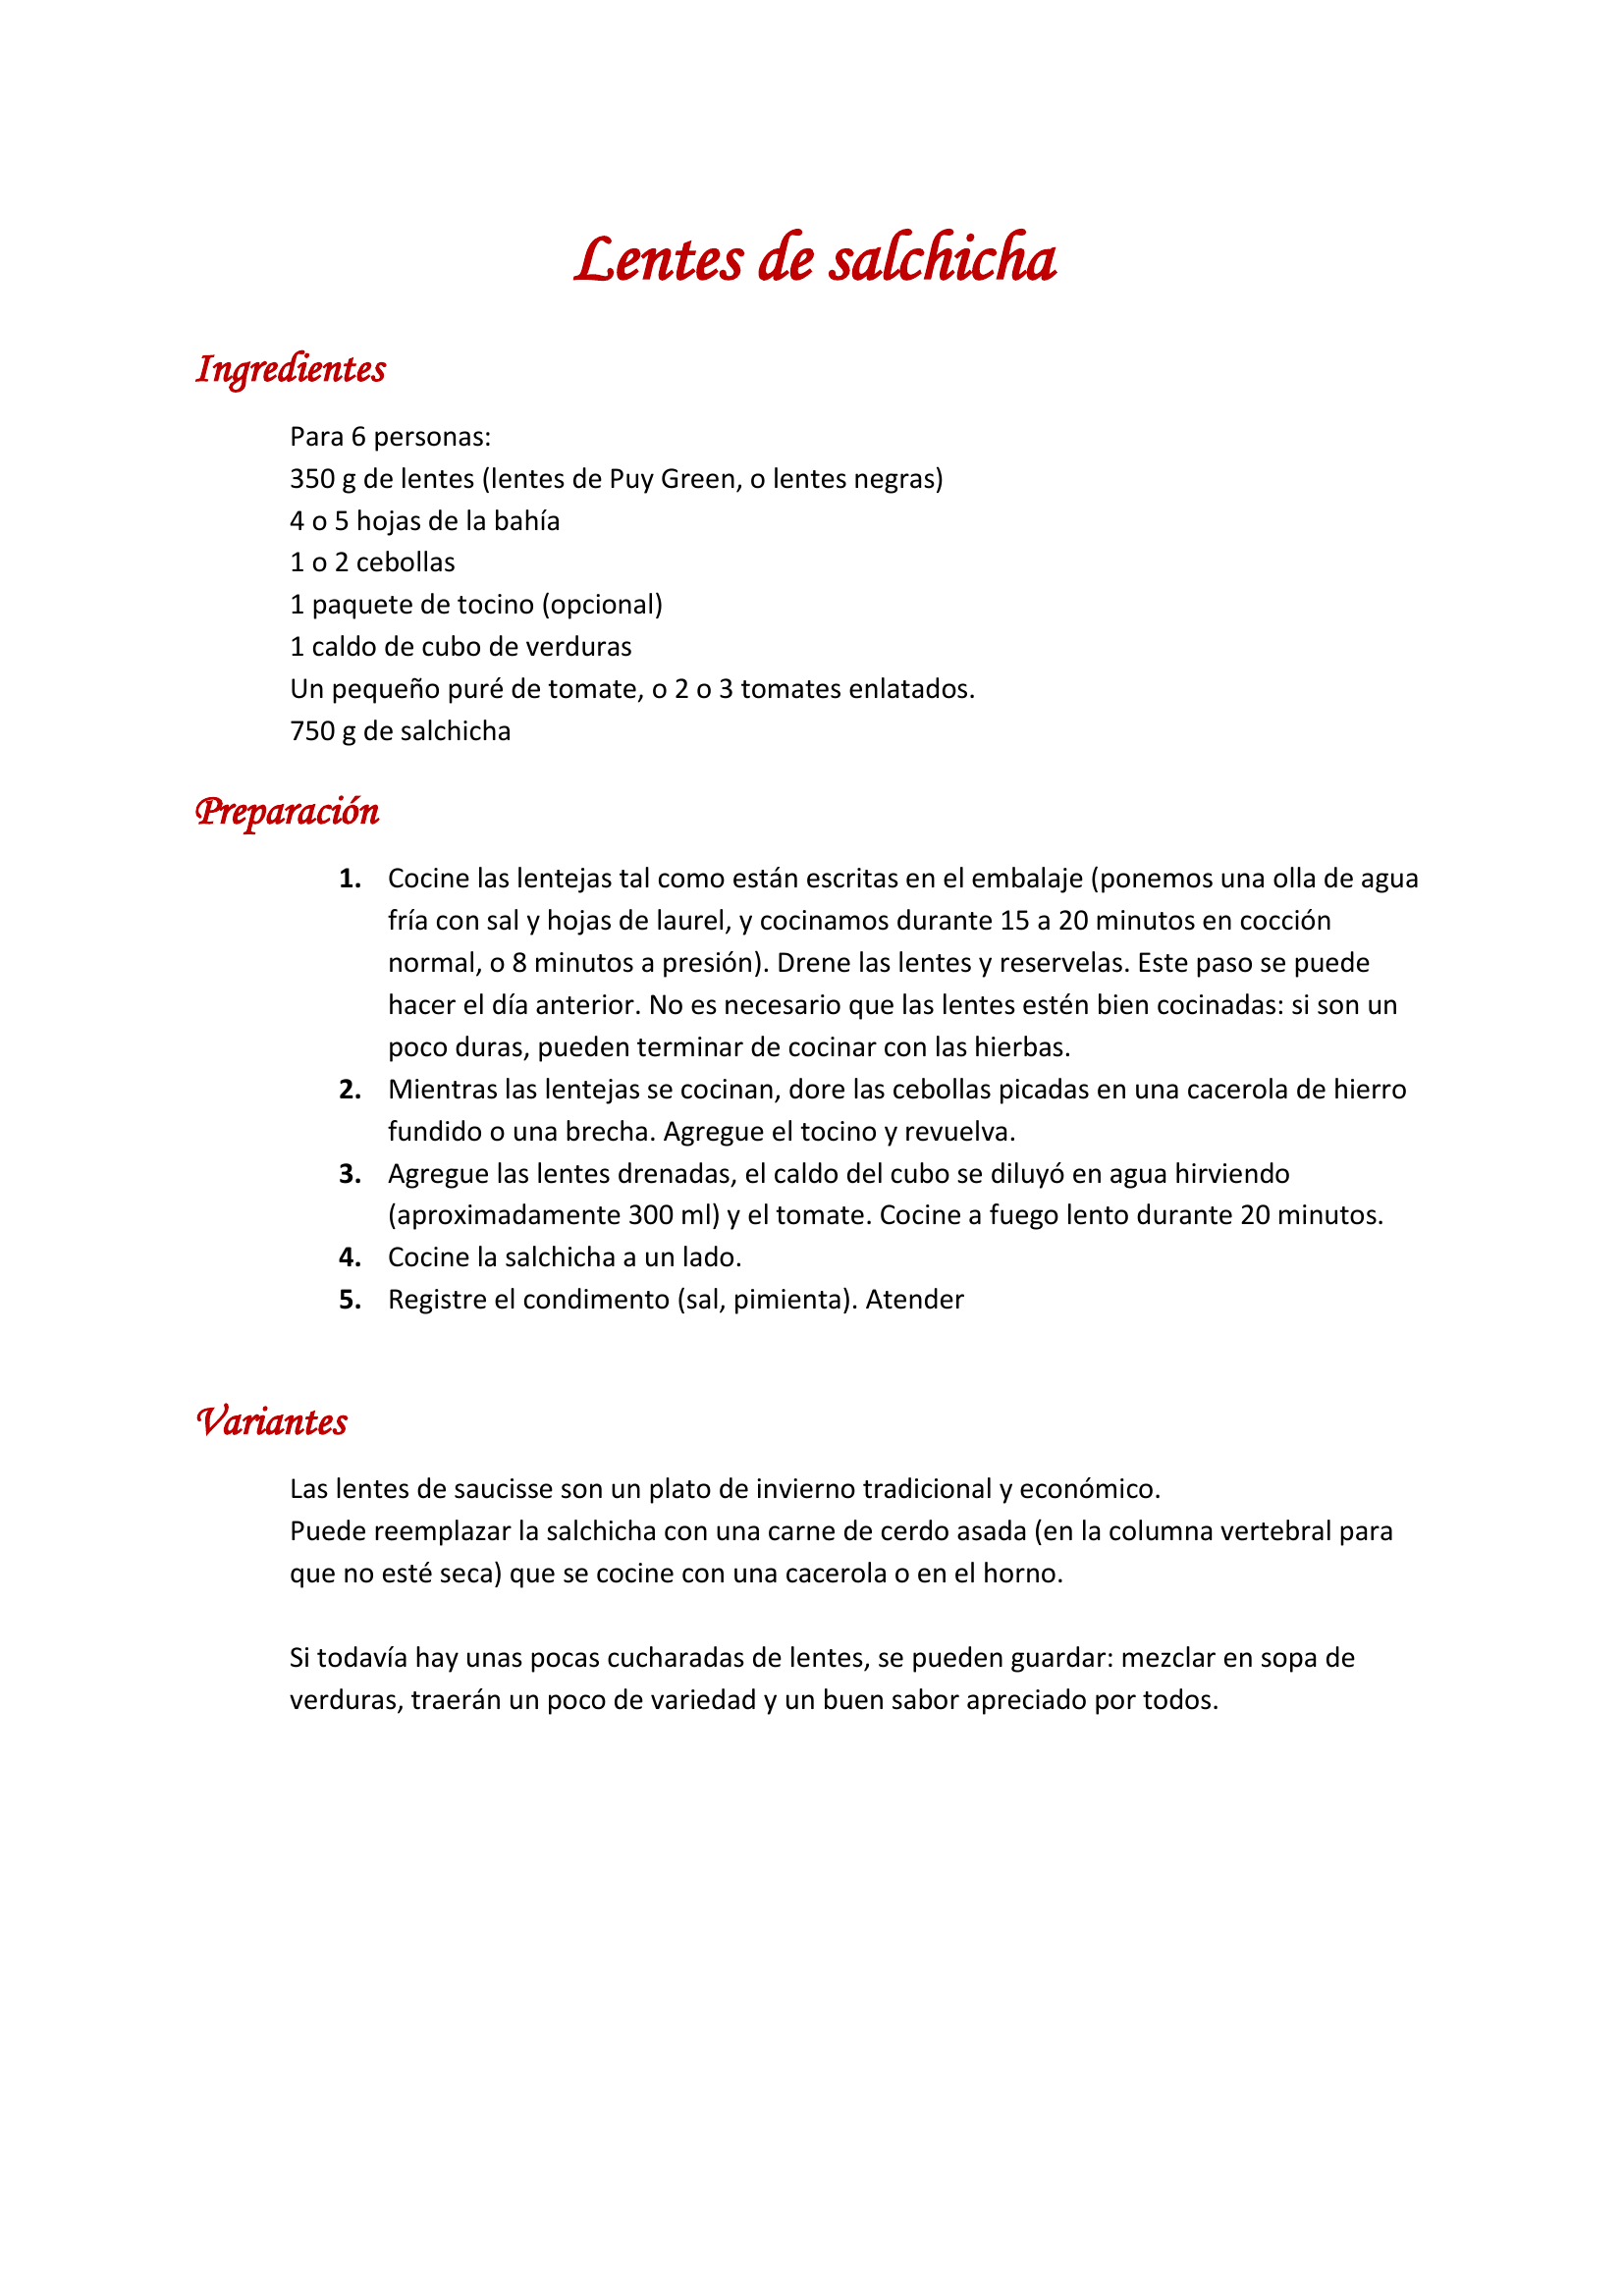 Lentes de salchicha
Ingredientes
Para 6 personas:
350 g de lentes (lentes de Puy Green, o lentes negras)
4 o 5 hojas de la bahía
1 o 2 cebollas
1 paquete de tocino (opcional)
1 caldo de cubo de verduras
Un pequeño puré de tomate, o 2 o 3 tomates enlatados.
750 g de salchicha
Preparación
1. Cocine las lentejas tal como están escritas en el embalaje (ponemos una olla de agua
fría con sal y hojas de laurel, y cocinamos durante 15 a 20 minutos en cocción
normal, o 8 minutos a presión). Drene las lentes y reservelas. Este paso se puede
hacer el día anterior. No es necesario que las lentes estén bien cocinadas: si son un
poco duras, pueden terminar de cocinar con las hierbas.
2. Mientras las lentejas se cocinan, dore las cebollas picadas en una cacerola de hierro
fundido o una brecha. Agregue el tocino y revuelva.
3. Agregue las lentes drenadas, el caldo del cubo se diluyó en agua hirviendo
(aproximadamente 300 ml) y el tomate. Cocine a fuego lento durante 20 minutos.
4. Cocine la salchicha a un lado.
5. Registre el condimento (sal, pimienta). Atender
Variantes
Las lentes de saucisse son un plato de invierno tradicional y económico.
Puede reemplazar la salchicha con una carne de cerdo asada (en la columna vertebral para
que no esté seca) que se cocine con una cacerola o en el horno.
Si todavía hay unas pocas cucharadas de lentes, se pueden guardar: mezclar en sopa de
verduras, traerán un poco de variedad y un buen sabor apreciado por todos.